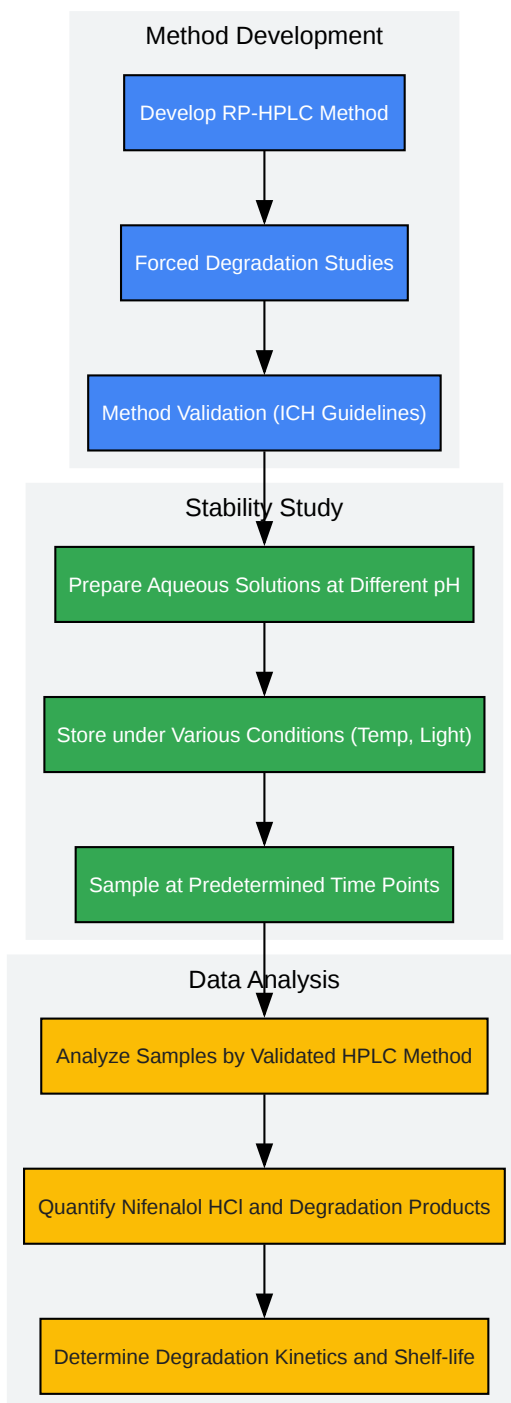 Method Development
Develop RP-HPLC Method
Forced Degradation Studies
Method Validation (ICH Guidelines)
Stability Study
Prepare Aqueous Solutions at Different pH
Store under Various Conditions (Temp, Light)
Sample at Predetermined Time Points
Data Analysis
Analyze Samples by Validated HPLC Method
Quantify Nifenalol HCl and Degradation Products
Determine Degradation Kinetics and Shelf-life